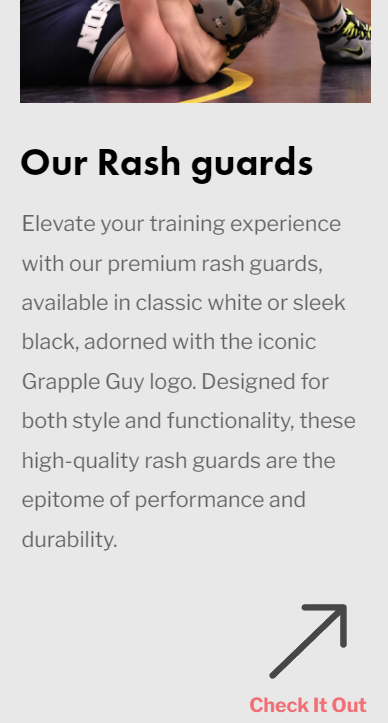 SON
Our Rash guards
Elevate your training experience
with our premium rash guards,
available in classic white or sleek
black, adorned with the iconic
Grapple Guy logo. Designed for
both style and functionality, these
high-quality rash guards are the
epitome of performance and
durability.
Check It Out